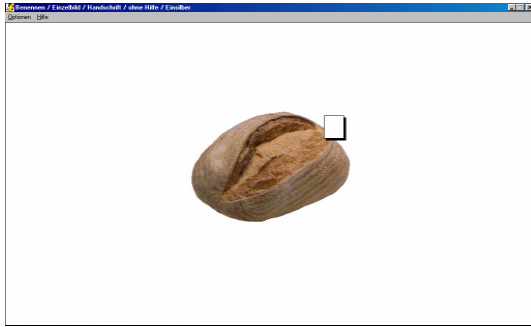 Benennen / Einzelbild / Handschrift / ohne Hilfe / Einsilber
Optionen Hilfe